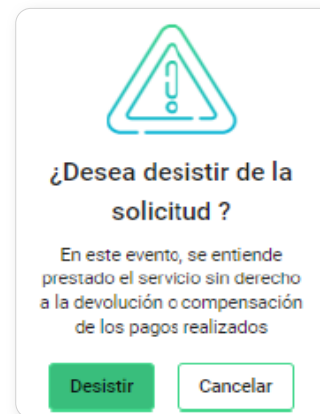 ¿Desea desistir de la
solicitud ?
En este evento, se entiende
prestado el servicio sin derecho
a la devolución o compensación
de los pagos realizados
Desistir
Cancelar